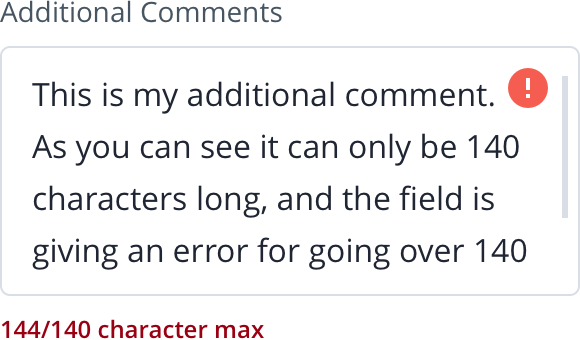 Additional Comments
This is my additional comment.
As you can see it can only be 140
characters long, and the field is
giving an error for going over 140
144/140 character max